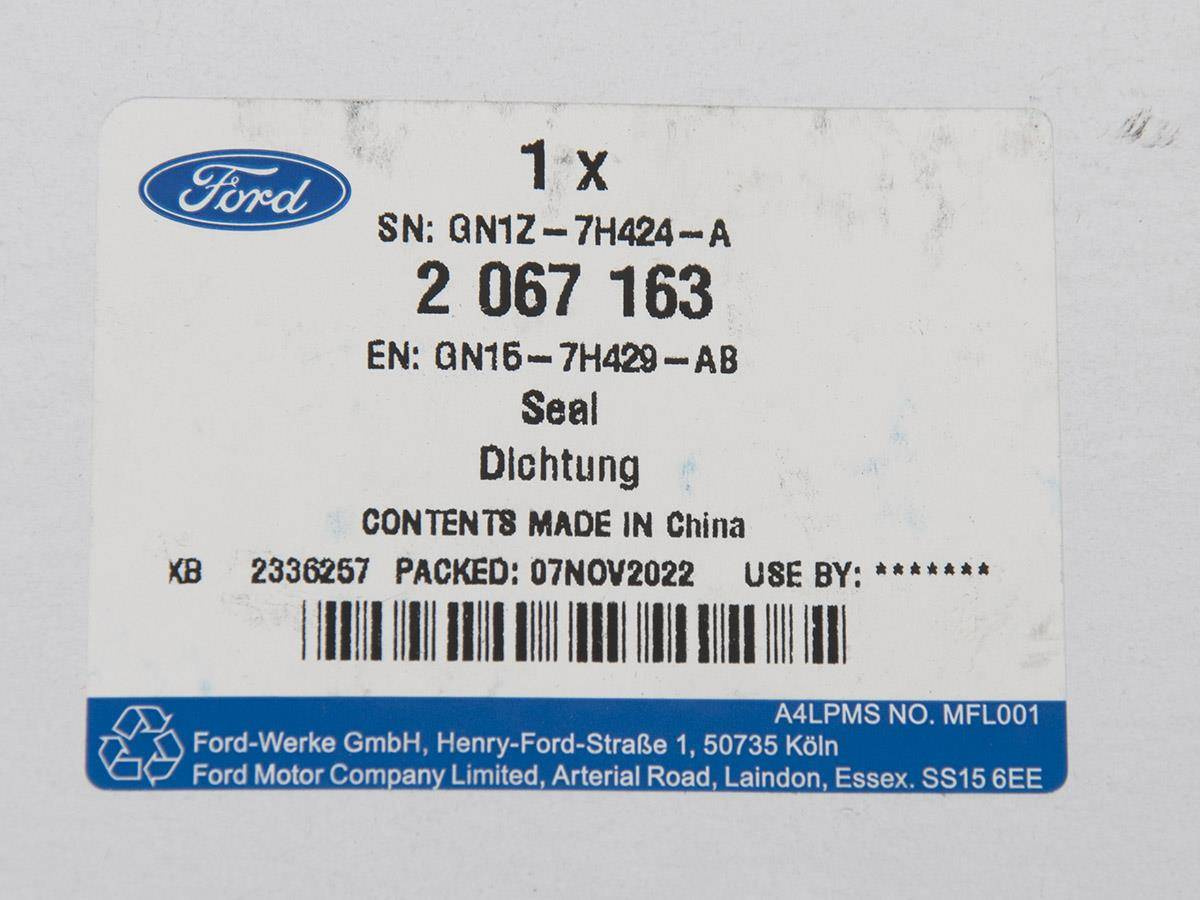 Ford
1 x
SN: GN1Z-7H424-A
2 067 163
EN: GN15-7H429-AB
Seal
Dichtung
CONTENTS MADE IN China
XB 2336257 PACKED: 07NOV2022 USE BY: *******
A4LPMS NO. MFL001
Ford-Werke GmbH, Henry-Ford-Straße 1, 50735 Köln
Ford Motor Company Limited, Arterial Road, Laindon, Essex. SS15 6EE